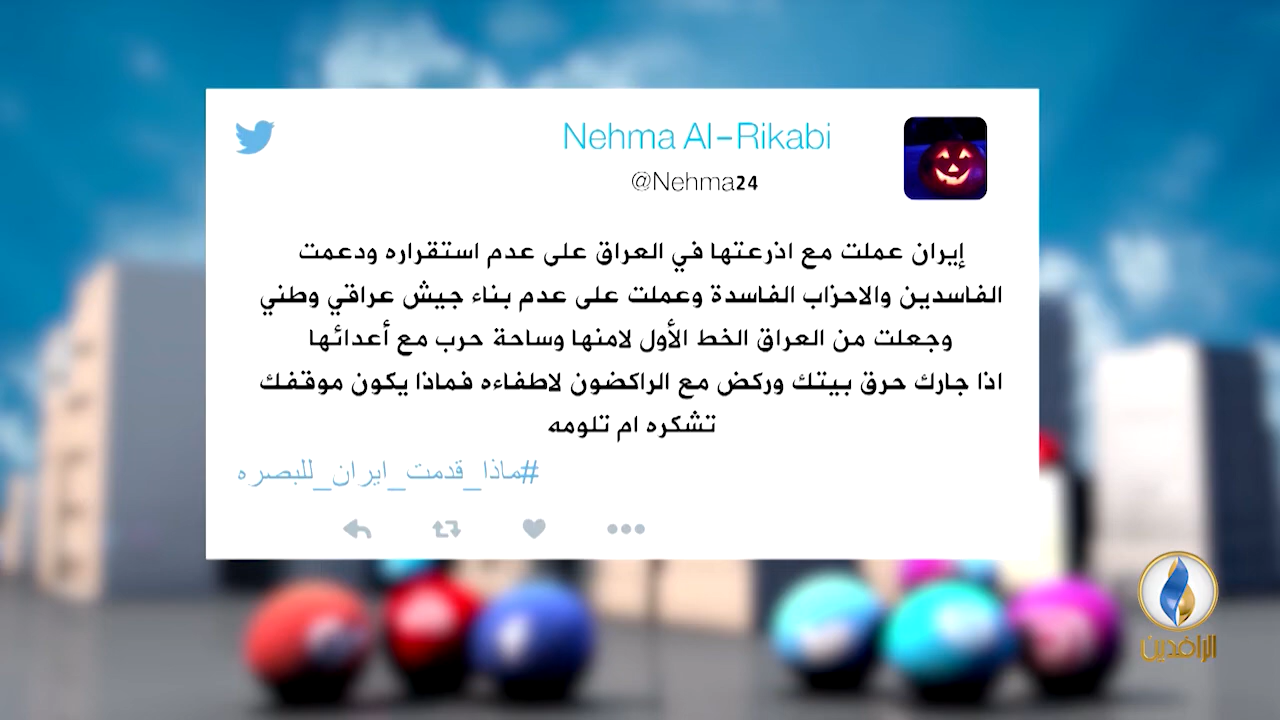 Nehma Al-Rikabi
@Nehma24
إيران عملت مع اذرعتها في العراق على عدم استقراره ودعمت
الفاسدين والاحزاب الفاسدة وعملت على عدم بناء جيش عراقي وطني
وجعلت من العراق الخط الأول لامنها وساحة حرب مع أعدائها
اذا جارك حرق بيتك وركض مع الراكضون لاطفاءه فماذا يكون موقفك
تشكره ام تلومه
#ماذا_قدمت_ايران_للبصره
الرافدين